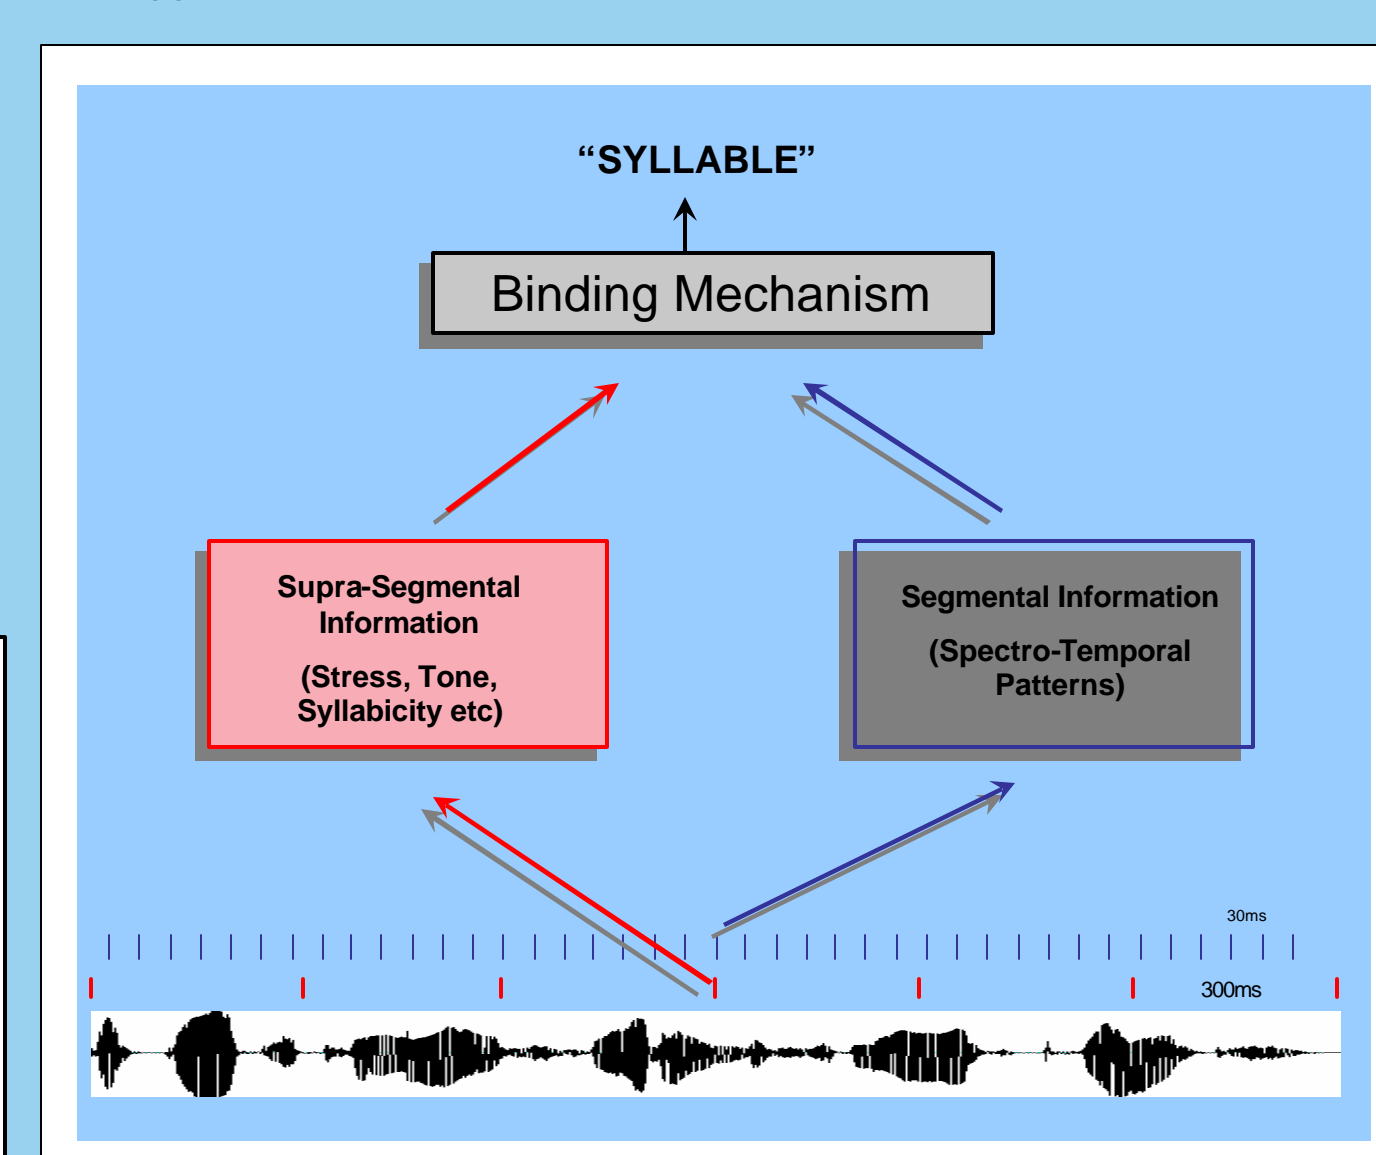 “SYLLABLE”
Binding Mechanism
Supra-Segmental
Information
(Stress, Tone,
Syllabicity etc)
Segmental Information
(Spectro-Temporal
Patterns)
30ms
300ms